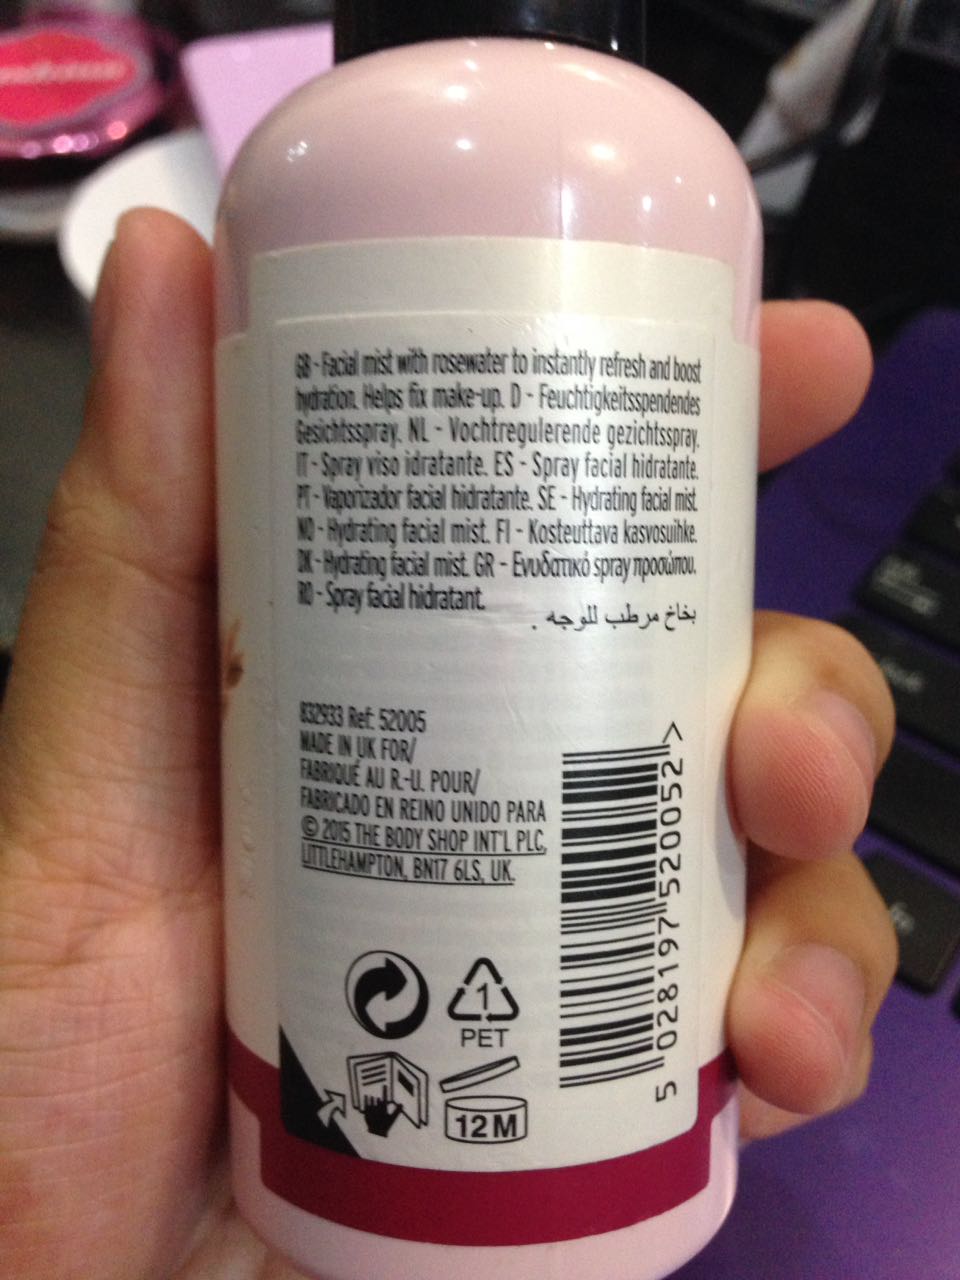 GB - Facial mist with rosewater to instantly refresh and boost
hydration. Helps fix make-up. D - Feuchtigkeitsspendendes
Gesichtsspray. NL - Vochtregulerende gezichtsspray.
IT - Spray viso idratante. ES - Spray facial hidratante.
PT - Vaporizador facial hidratante. SE - Hydrating facial mist.
NO - Hydrating facial mist. FI - Kosteuttava kasvosuihke.
DK - Hydrating facial mist. GR - Ενυδατικό spray προσώπου.
RO - Spray facial hidratant.
بخاخ مرطب للوجه .
832933 Ref: 52005
MADE IN UK FOR/
FABRIQUÉ AU R.-U. POUR/
FABRICADO EN REINO UNIDO PARA
© 2015 THE BODY SHOP INT'L PLC,
LITTLEHAMPTON, BN17 6LS, UK.
5 028197 520052 >
1
PET
12M